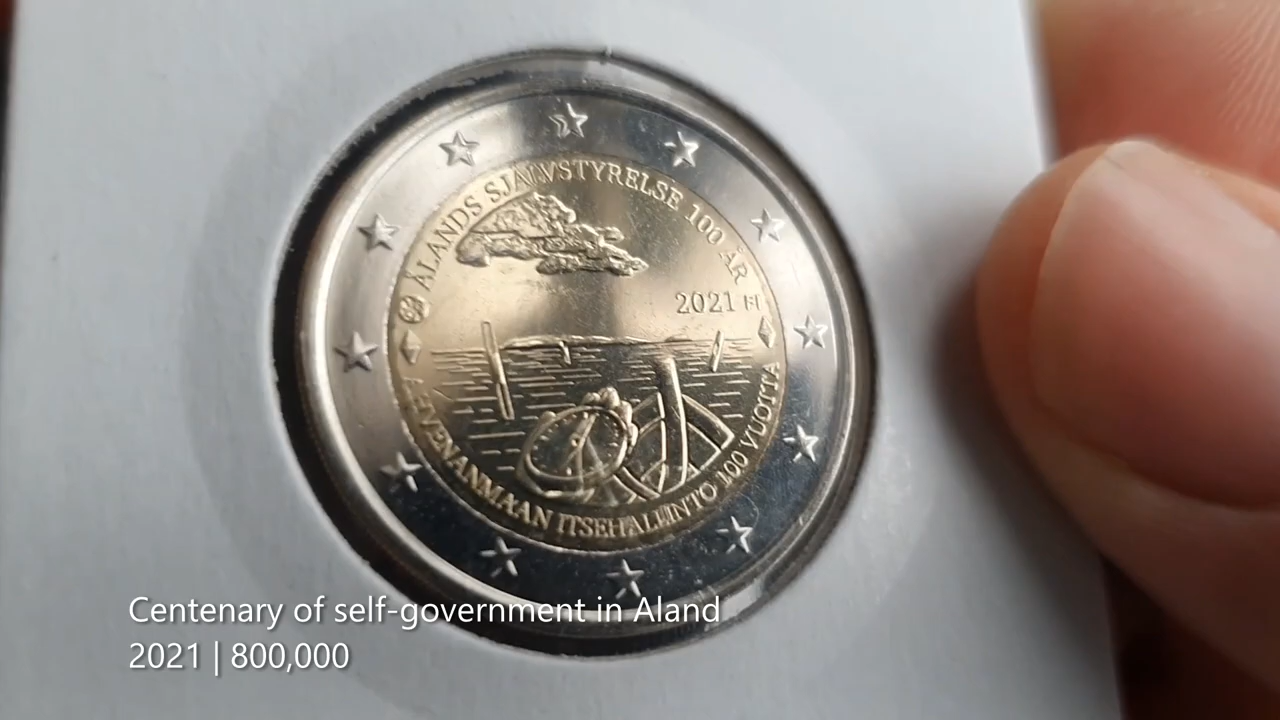 ÅLANDS SJÄLVSTYRELSE 100 ÅR
2021 FI
AHVENANMAAN ITSEHALLINTO 100 VUOTTA
Centenary of self-government in Aland
2021 | 800,000